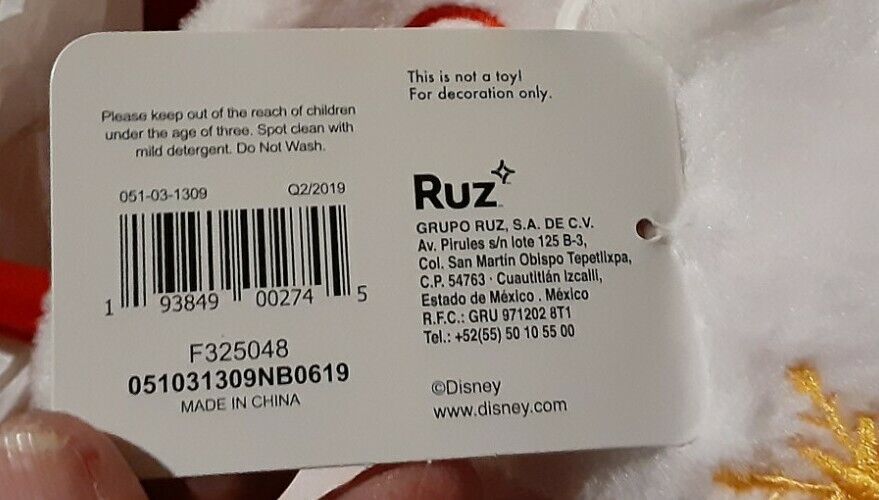 This is not a toy!
For decoration only.
Please keep out of the reach of children
under the age of three. Spot clean with
mild detergent. Do Not Wash.
051-03-1309 Q2/2019
1 93849 00274 5
F325048
051031309NB0619
MADE IN CHINA
Ruz
GRUPO RUZ, S.A. DE C.V.
Av. Pirules s/n lote 125 B-3,
Col. San Martín Obispo Tepetlixpa,
C.P. 54763 · Cuautitlán Izcalli,
Estado de México . México
R.F.C.: GRU 971202 8T1
Tel.: +52(55) 50 10 55 00
©Disney
www.disney.com